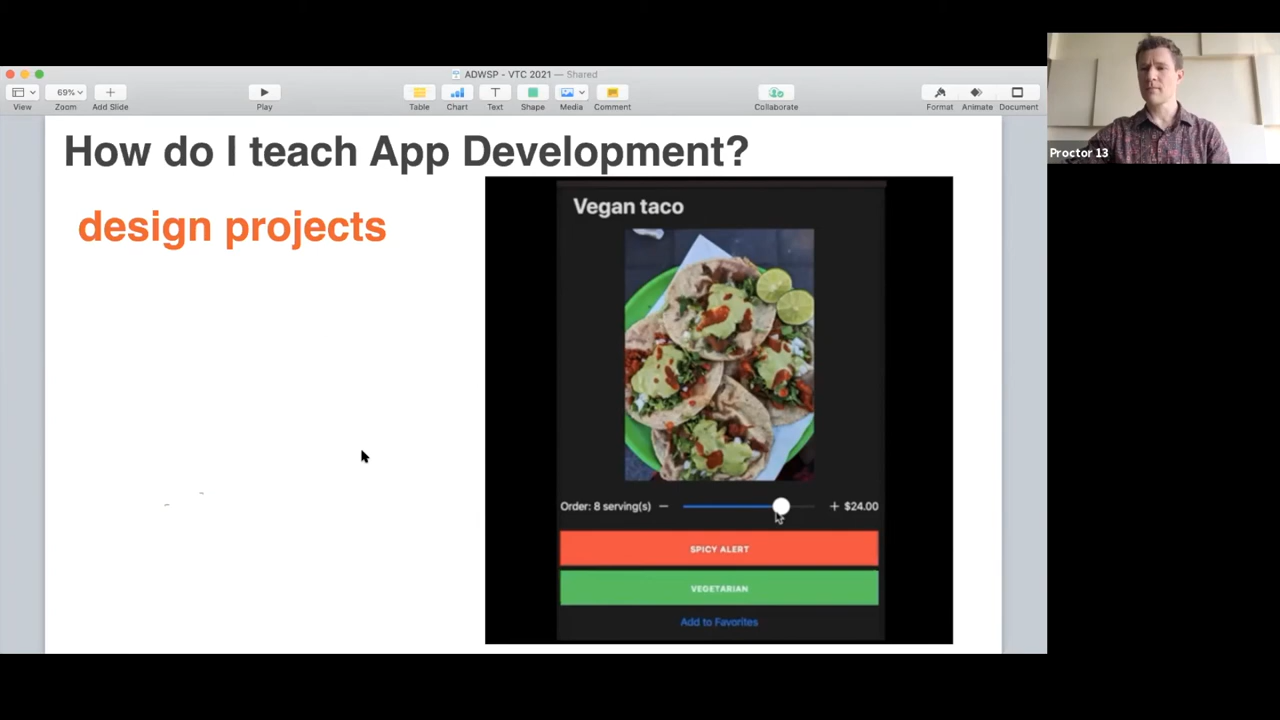 ADWSP - VTC 2021 — Shared
69%
View
Zoom
Add Slide
Play
Table
Chart
Text
Shape
Media
Comment
Collaborate
Format
Animate
Document
Proctor 13
How do I teach App Development?
design projects
Vegan taco
Order: 8 serving(s) − + $24.00
SPICY ALERT
VEGETARIAN
Add to Favorites